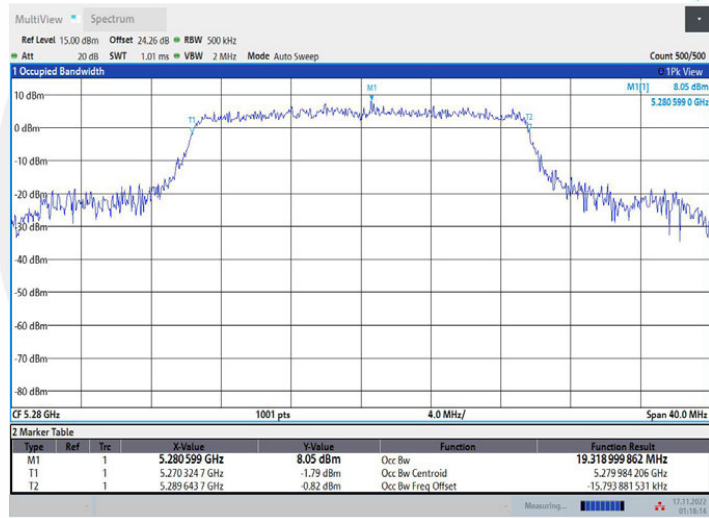 MultiView Spectrum
Ref Level 15.00 dBm Offset 24.26 dB RBW 500 kHz
Att 20 dB SWT 1.01 ms VBW 2 MHz Mode Auto Sweep Count 500/500
1 Occupied Bandwidth 1Pk View
M1[1] 8.05 dBm
5.280 599 0 GHz
M1
10 dBm
T1
T2
0 dBm
-10 dBm
-20 dBm
-30 dBm
-40 dBm
-50 dBm
-60 dBm
-70 dBm
-80 dBm
CF 5.28 GHz 1001 pts 4.0 MHz/ Span 40.0 MHz
2 Marker Table
Type Ref Trc X-Value Y-Value Function Function Result
M1 1 5.280 599 GHz 8.05 dBm Occ Bw 19.318 999 862 MHz
T1 1 5.270 324 7 GHz -1.79 dBm Occ Bw Centroid 5.279 984 206 GHz
T2 1 5.289 643 7 GHz -0.82 dBm Occ Bw Freq Offset -15.793 881 531 kHz
Measuring... 17.11.2022
01:18:14